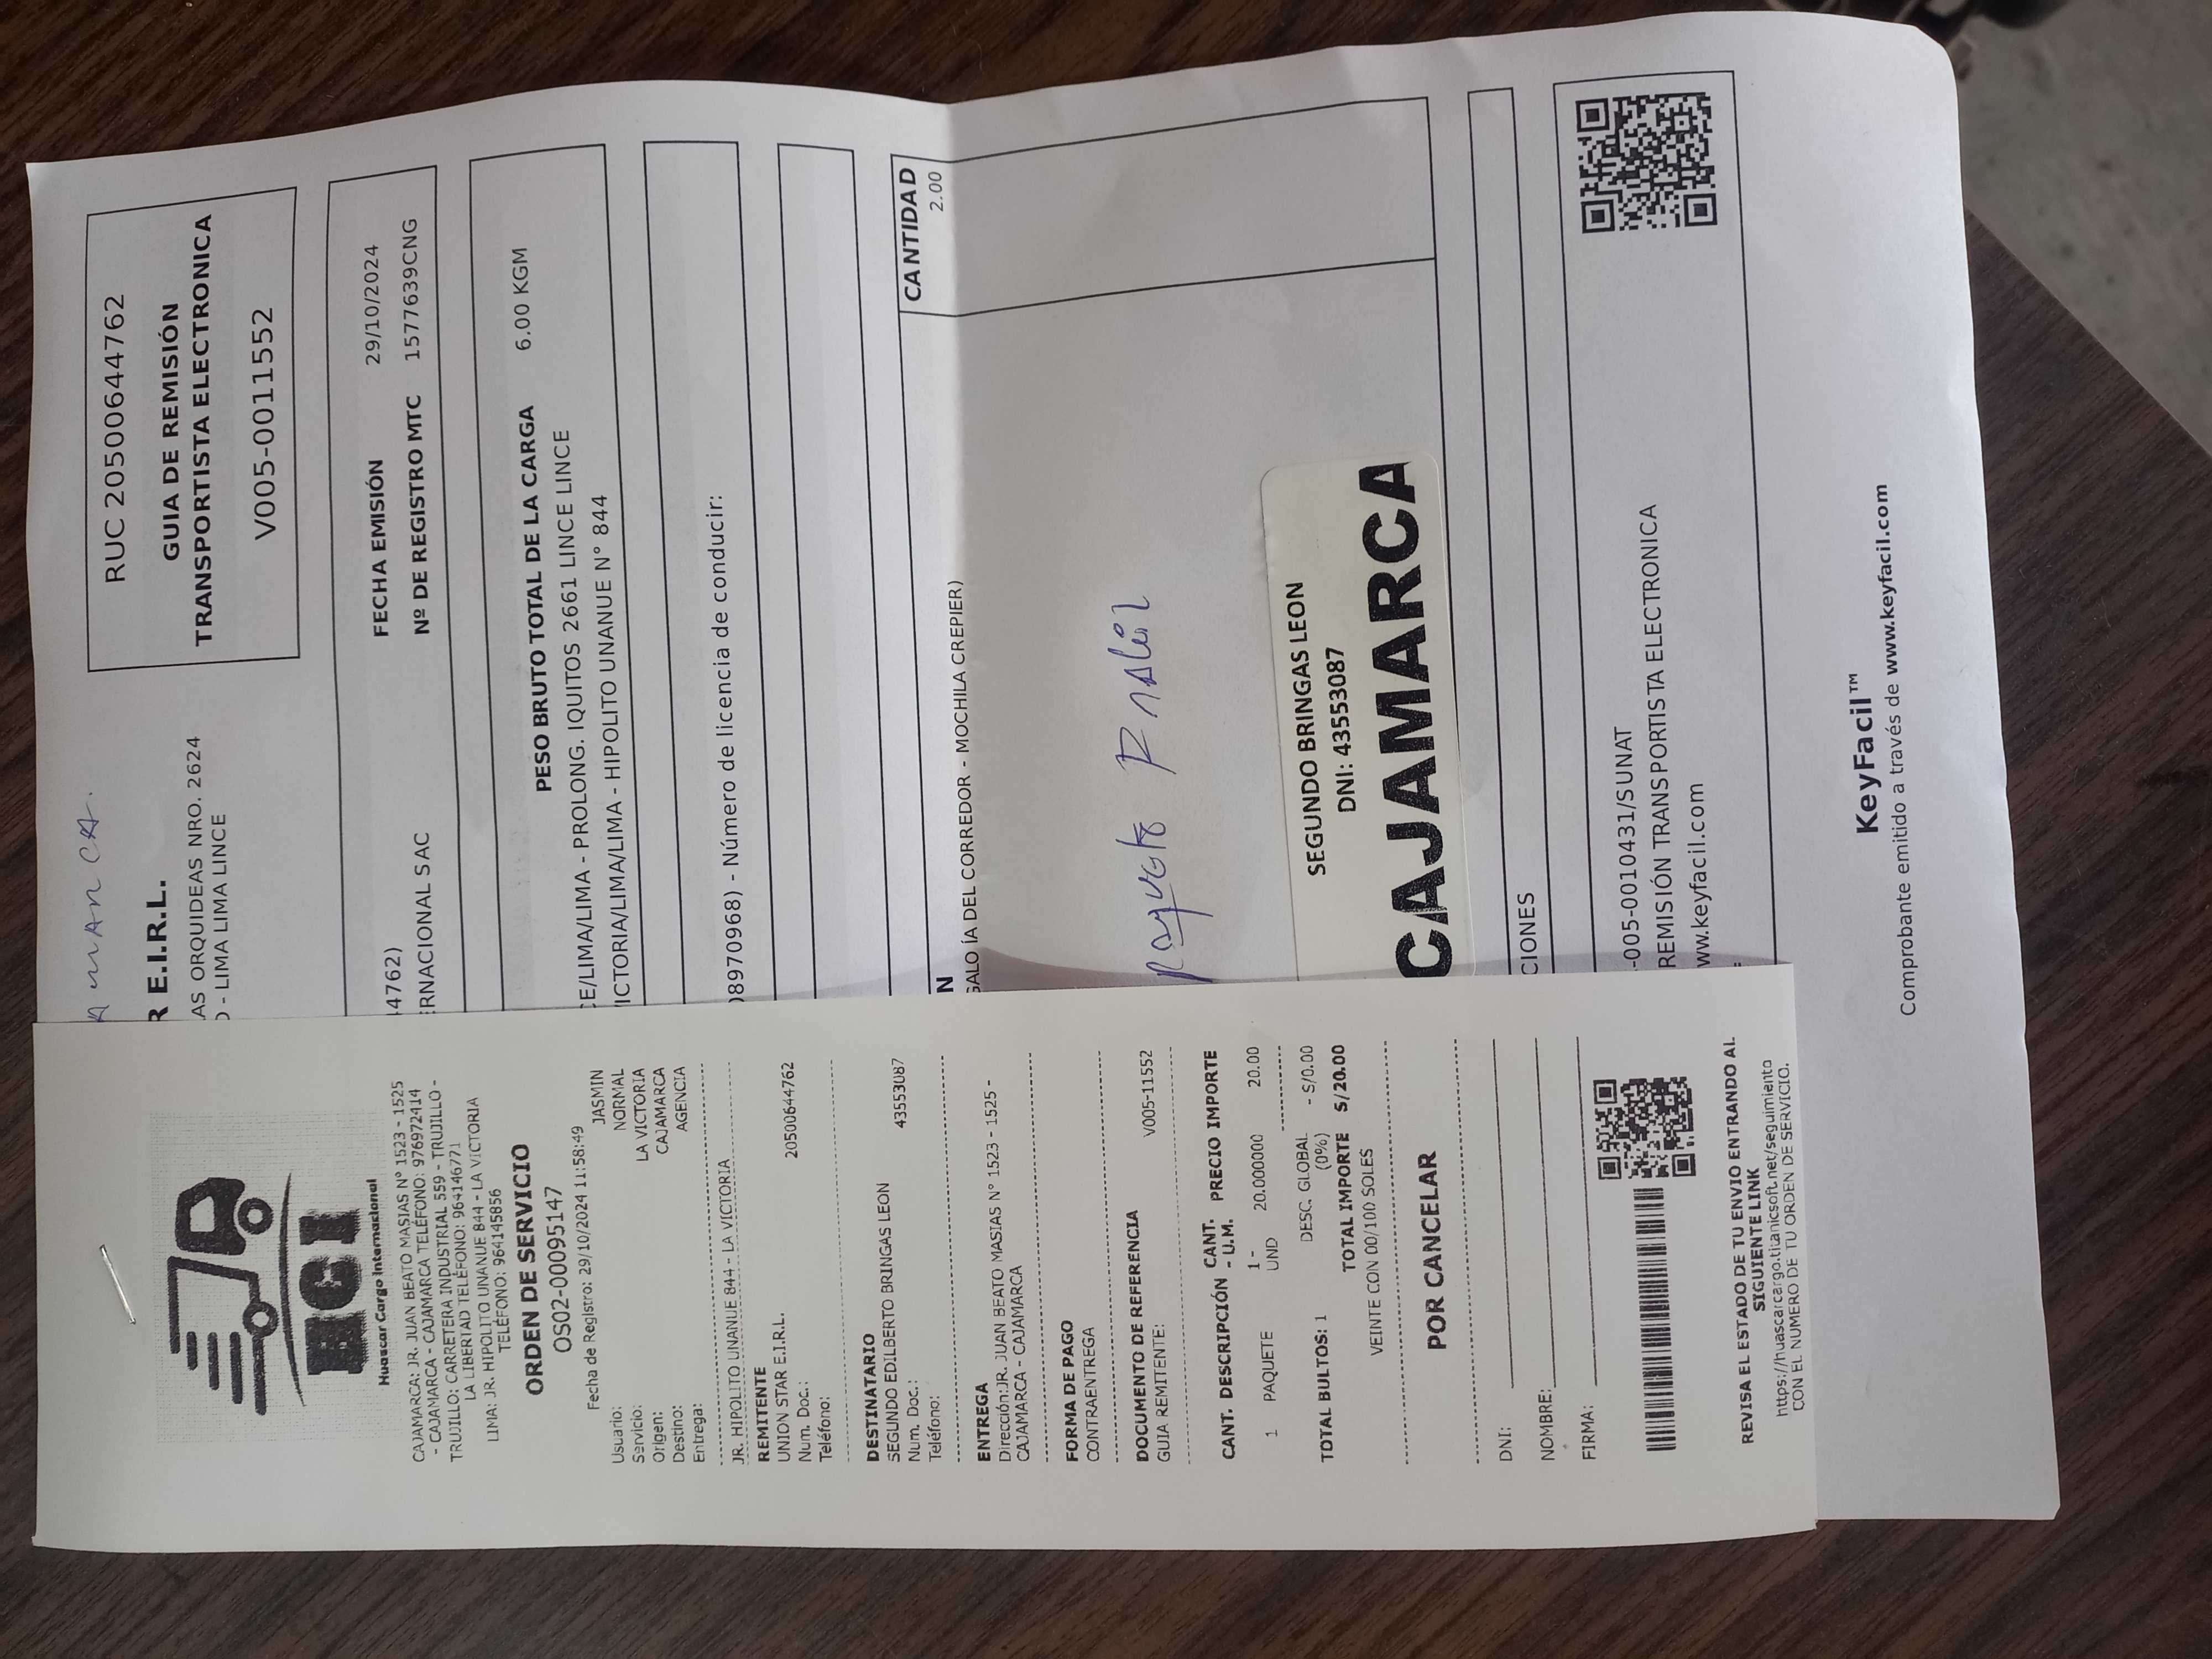 HCI
Huascar Cargo Internacional
CAJAMARCA: JR. JUAN BEATO MASIAS Nº 1523 - 1525
- CAJAMARCA - CAJAMARCA TELÉFONO: 976972414
TRUJILLO: CARRETERA INDUSTRIAL 559 - TRUJILLO -
LA LIBERTAD TELÉFONO: 964146771
LIMA: JR. HIPOLITO UNANUE 844 - LA VICTORIA
TELÉFONO: 964145856
ORDEN DE SERVICIO
OS02-00095147
Fecha de Registro: 29/10/2024 11:58:49
Usuario: JASMIN
Servicio: NORMAL
Origen: LA VICTORIA
Destino: CAJAMARCA
Entrega: AGENCIA
JR. HIPOLITO UNANUE 844 - LA VICTORIA
REMITENTE
UNION STAR E.I.R.L.
Num. Doc.: 20500644762
Teléfono:
DESTINATARIO
SEGUNDO EDILBERTO BRINGAS LEON
Num. Doc.: 43553087
Teléfono:
ENTREGA
Dirección:JR. JUAN BEATO MASIAS Nº 1523 - 1525 -
CAJAMARCA - CAJAMARCA
FORMA DE PAGO
CONTRAENTREGA
DOCUMENTO DE REFERENCIA
GUIA REMITENTE: V005-11552
CANT. DESCRIPCIÓN CANT. - U.M. PRECIO IMPORTE
1 PAQUETE 1 - UND 20.000000 20.00
DESC. GLOBAL (0%) - S/0.00
TOTAL BULTOS: 1 TOTAL IMPORTE S/20.00
VEINTE CON 00/100 SOLES
POR CANCELAR
DNI:
NOMBRE:
FIRMA:
REVISA EL ESTADO DE TU ENVIO ENTRANDO AL
SIGUIENTE LINK
https://huascarcargo.titanicsoft.net/seguimiento
CON EL NUMERO DE TU ORDEN DE SERVICIO.
R E.I.R.L.
AS ORQUIDEAS NRO. 2624
O - LIMA LIMA LINCE
RUC 20500644762
GUIA DE REMISIÓN
TRANSPORTISTA ELECTRONICA
V005-0011552
44762) FECHA EMISIÓN 29/10/2024
ERNACIONAL SAC Nº DE REGISTRO MTC 1577639CNG
PESO BRUTO TOTAL DE LA CARGA 6.00 KGM
CE/LIMA/LIMA - PROLONG. IQUITOS 2661 LINCE LINCE
ICTORIA/LIMA/LIMA - HIPOLITO UNANUE N° 844
08970968) - Número de licencia de conducir:
N CANTIDAD
GALO ÍA DEL CORREDOR - MOCHILA CREPIER) 2.00
paquete
SEGUNDO BRINGAS LEON
DNI: 43553087
CAJAMARCA
CIONES
-005-0010431/SUNAT
REMISIÓN TRANSPORTISTA ELECTRONICA
ww.keyfacil.com
KeyFacil™
Comprobante emitido a través de www.keyfacil.com